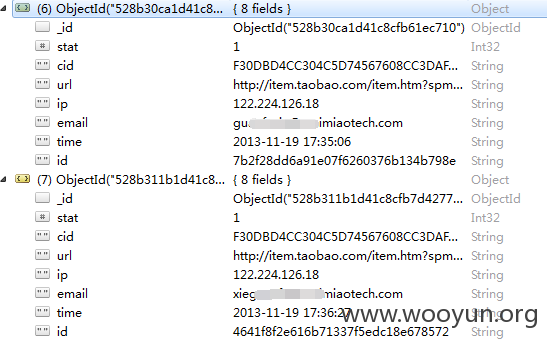 (6) ObjectId("528b30ca1d41c8... { 8 fields } Object
_id ObjectId("528b30ca1d41c8cfb61ec710") ObjectId
# stat 1 Int32
"" cid F30DBD4CC304C5D74567608CC3DAF... String
"" url http://item.taobao.com/item.htm?spm... String
"" ip 122.224.126.18 String
"" email gu imiaotech.com String
"" time 2013-11-19 17:35:06 String
"" id 7b2f28dd6a91e07f6260376b134b798e String
(7) ObjectId("528b311b1d41c8... { 8 fields } Object
_id ObjectId("528b311b1d41c8cfb7d4277... ObjectId
# stat 1 Int32
"" cid F30DBD4CC304C5D74567608CC3DAF... String
"" url http://item.taobao.com/item.htm?spm... String
"" ip 122.224.126.18 String
"" email xieg imiaotech.com String
"" time 2013-11-19 17:36:27 String
"" id 4641f8f2e616b71337f5edc18e678572 String
www.wooyun.org